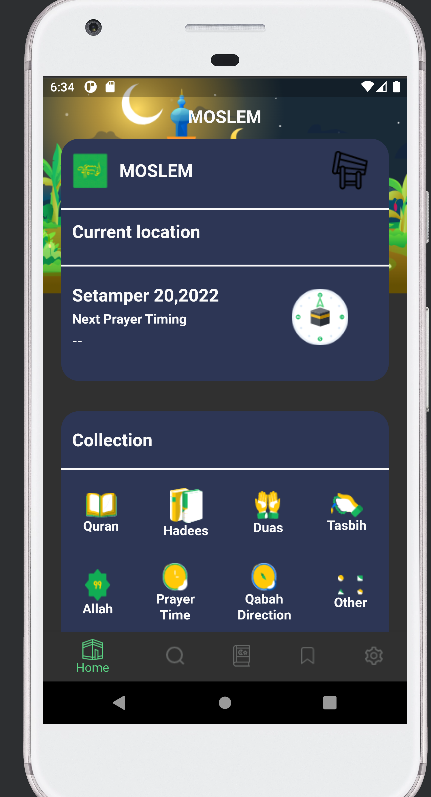 6:34
MOSLEM
MOSLEM
Current location
Setamper 20,2022
Next Prayer Timing
--
Collection
Quran
Hadees
Duas
Tasbih
Allah
Prayer
Time
Qabah
Direction
Other
Home